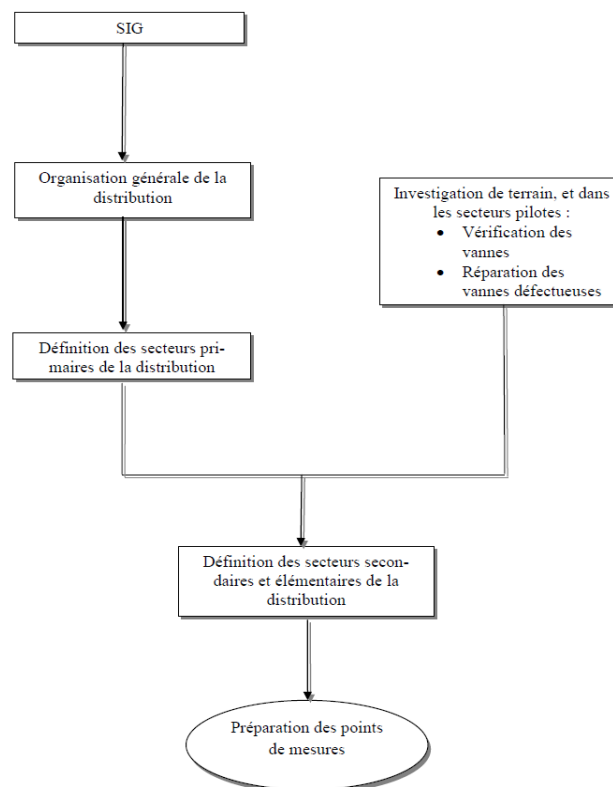 SIG
Organisation générale de la
distribution
Investigation de terrain, et dans
les secteurs pilotes :
• Vérification des
vannes
• Réparation des
vannes défectueuses
Définition des secteurs pri-
maires de la distribution
Définition des secteurs secon-
daires et élémentaires de la
distribution
Préparation des points
de mesures